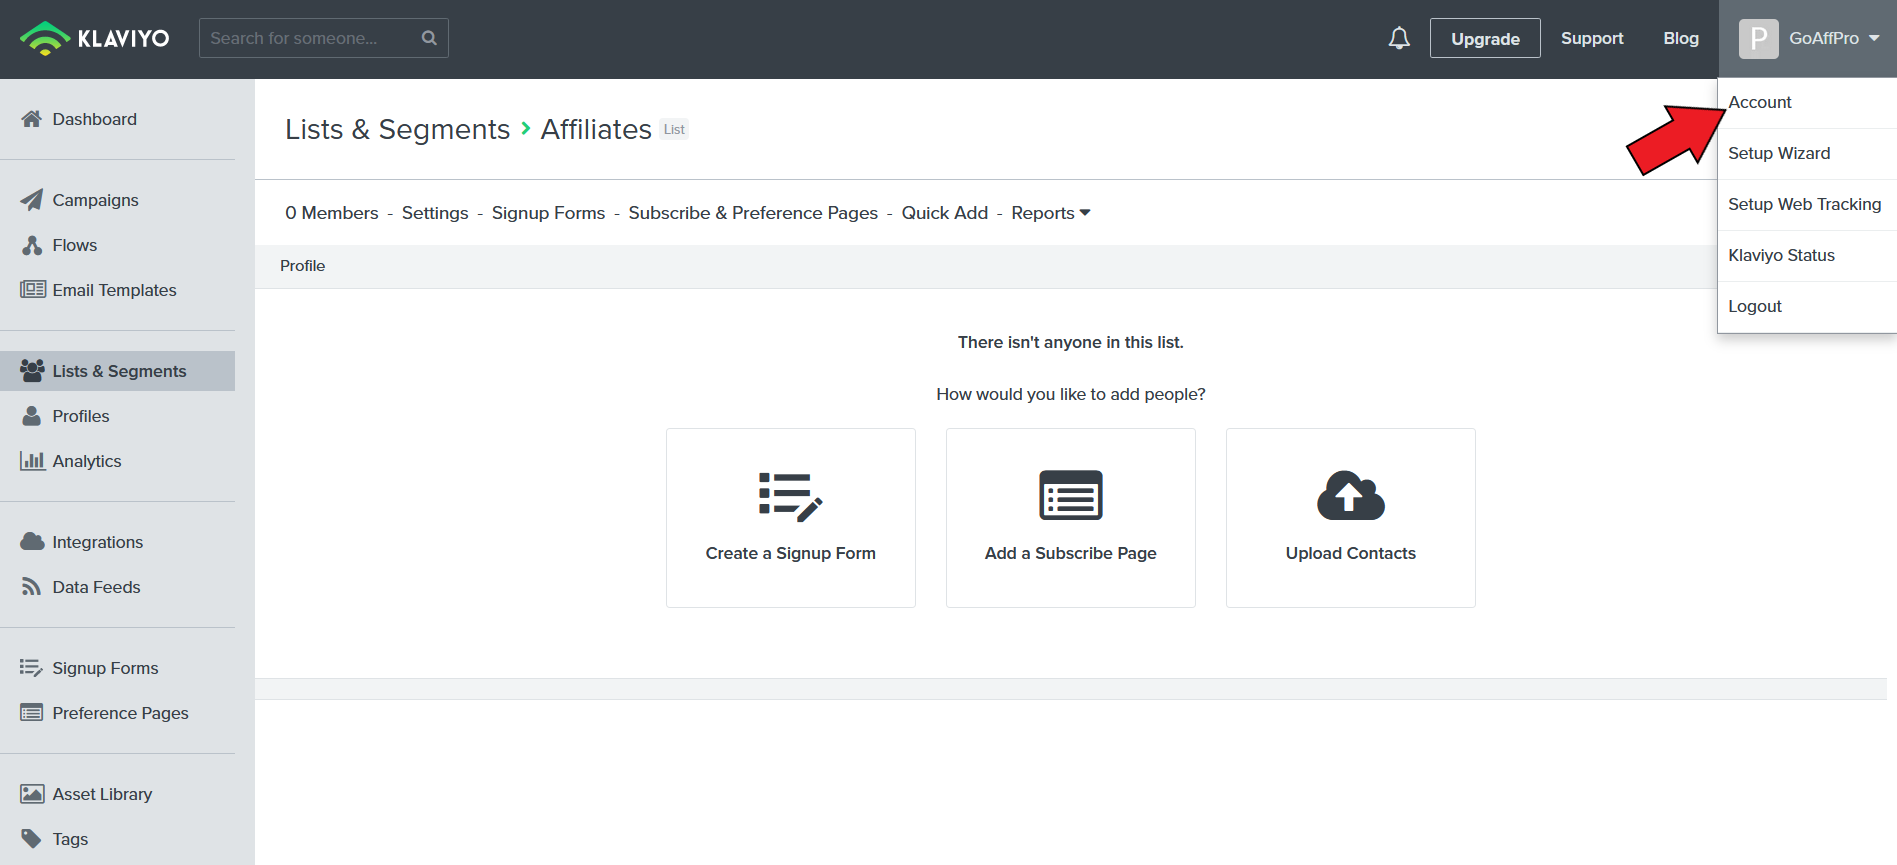 KLAVIYO
Search for someone...
Upgrade
Support
Blog
P
GoAffPro
Account
Setup Wizard
Setup Web Tracking
Klaviyo Status
Logout
Dashboard
Campaigns
Flows
Email Templates
Lists & Segments
Profiles
Analytics
Integrations
Data Feeds
Signup Forms
Preference Pages
Asset Library
Tags
Lists & Segments > Affiliates List
0 Members - Settings - Signup Forms - Subscribe & Preference Pages - Quick Add - Reports
Profile
There isn't anyone in this list.
How would you like to add people?
Create a Signup Form
Add a Subscribe Page
Upload Contacts